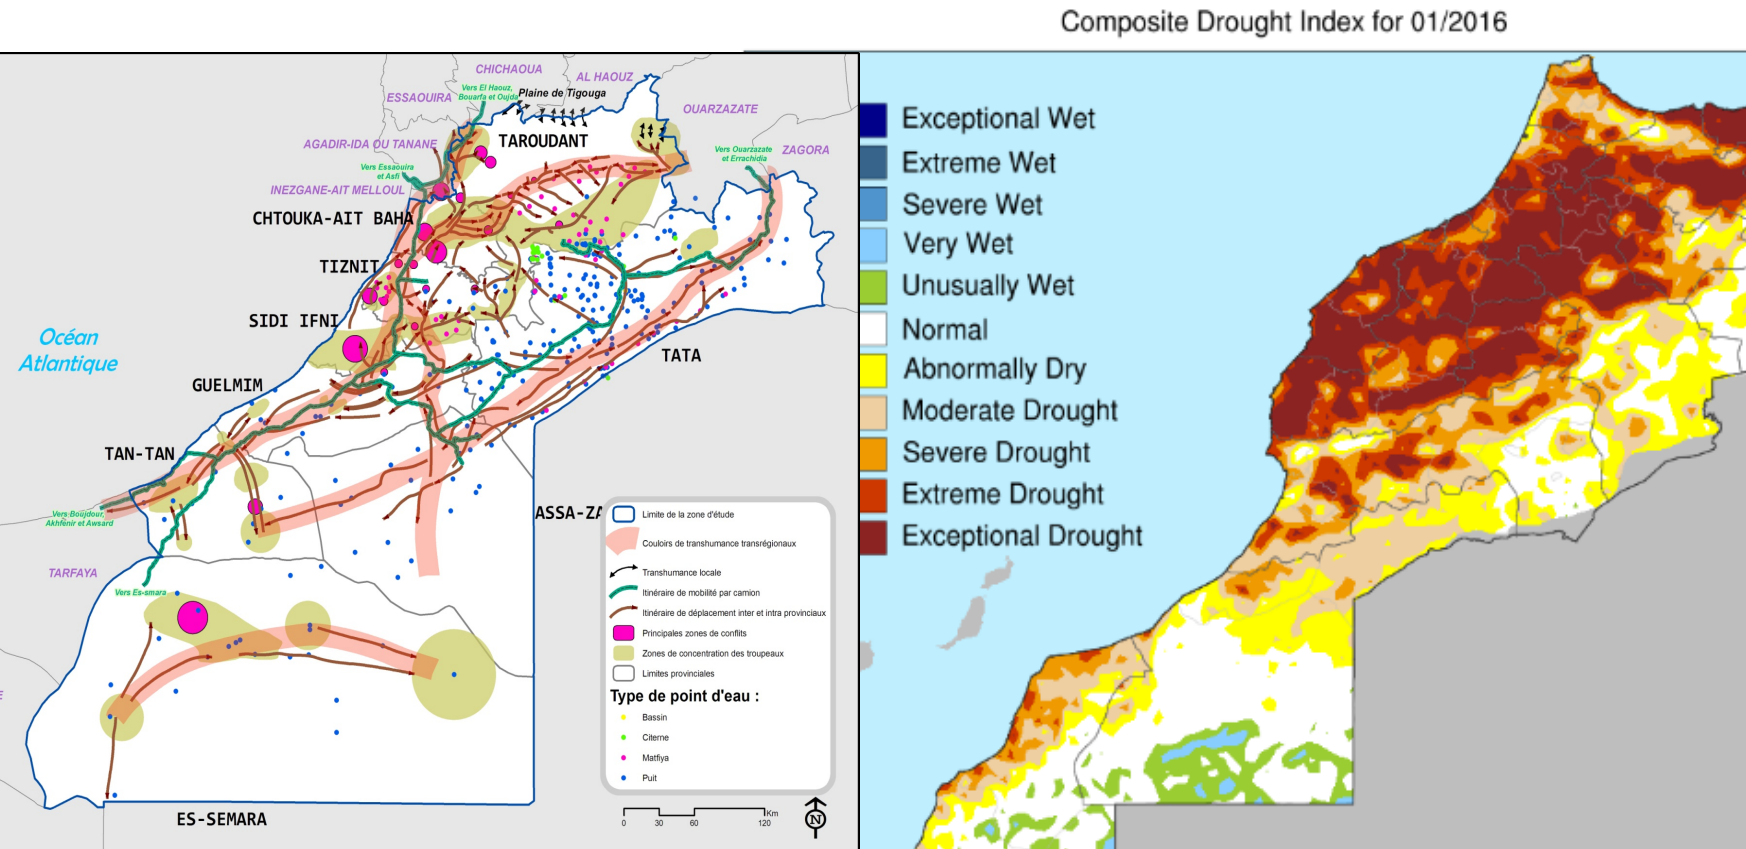 Composite Drought Index for 01/2016
CHICHAOUA
AL HAOUZ
Vers El Haouz,
Bouarfa et Oujda
Plaine de Tigouga
ESSAOUIRA
OUARZAZATE
TAROUDANT
AGADIR-IDA OU TANANE
Vers Ouarzazate
et Errachidia
ZAGORA
Vers Essaouira
et Asfi
INEZGANE-AIT MELLOUL
CHTOUKA-AIT BAHA
TIZNIT
SIDI IFNI
Océan
Atlantique
TATA
GUELMIM
TAN-TAN
Vers Boujdour,
Akhfenir et Awsard
ASSA-ZA
TARFAYA
Vers Es-smara
ES-SEMARA
Limite de la zone d'étude
Couloirs de transhumance transrégionaux
Transhumance locale
Itinéraire de mobilité par camion
Itinéraire de déplacement inter et intra provinciaux
Principales zones de conflits
Zones de concentration des troupeaux
Limites provinciales
Type de point d'eau :
Bassin
Citerne
Matfiya
Puit
0 30 60 120 Km
N
Exceptional Wet
Extreme Wet
Severe Wet
Very Wet
Unusually Wet
Normal
Abnormally Dry
Moderate Drought
Severe Drought
Extreme Drought
Exceptional Drought